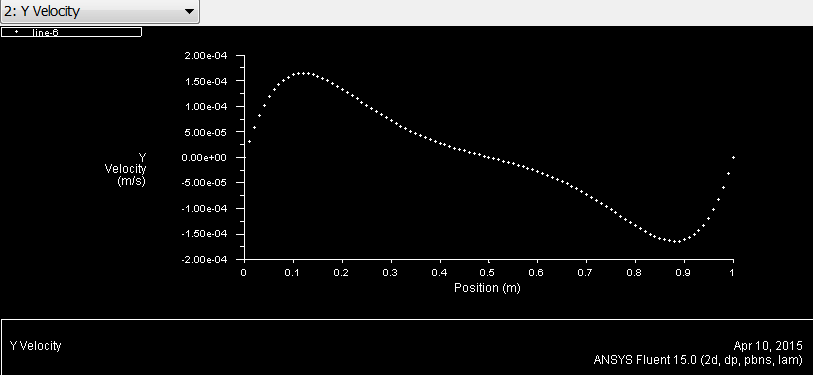 2: Y Velocity
line-6
2.00e-04
1.50e-04
1.00e-04
5.00e-05
0.00e+00
-5.00e-05
-1.00e-04
-1.50e-04
-2.00e-04
Y
Velocity
(m/s)
0 0.1 0.2 0.3 0.4 0.5 0.6 0.7 0.8 0.9 1
Position (m)
Y Velocity
Apr 10, 2015
ANSYS Fluent 15.0 (2d, dp, pbns, lam)